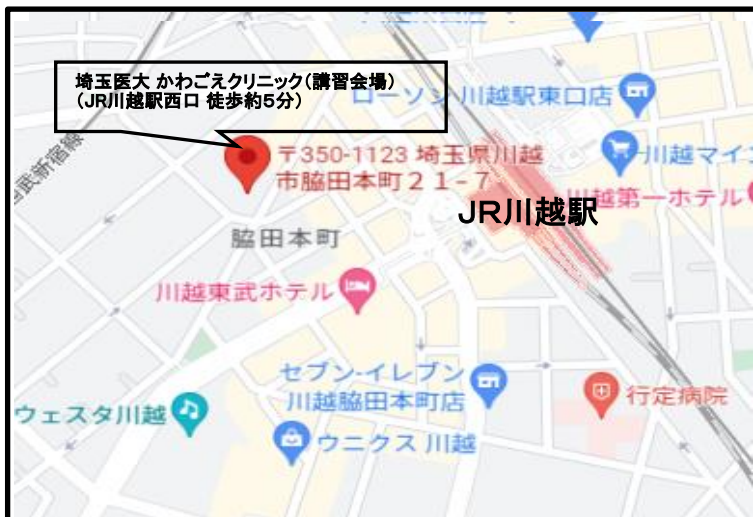 埼玉医大 かわごえクリニック（講習会場）
（JR川越駅西口 徒歩約5分）
ローソン 川越駅東口店
〒350-1123 埼玉県川越
市脇田本町２１−７
川越マイン
川越第一ホテル
JR川越駅
脇田本町
川越東武ホテル
セブン‐イレブン
川越脇田本町店
行定病院
ウェスタ川越
ウニクス 川越
武新宿線